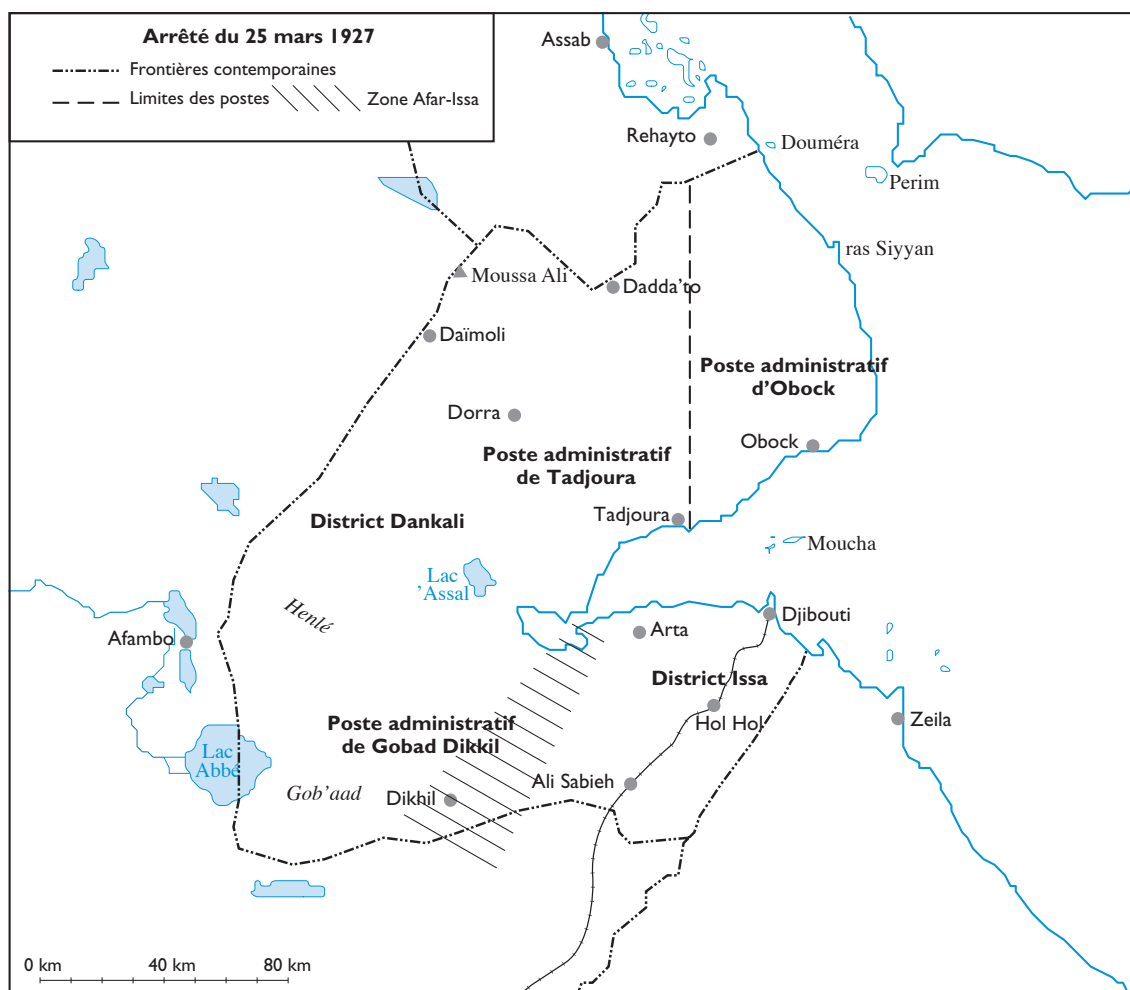 Arrêté du 25 mars 1927
Frontières contemporaines
Limites des postes
Zone Afar-Issa
Assab
Rehayto
Douméra
Perim
ras Siyyan
Moussa Ali
Dadda'to
Daïmoli
Poste administratif
d'Obock
Dorra
Obock
Poste administratif
de Tadjoura
Tadjoura
District Dankali
Moucha
Lac
'Assal
Henlé
Djibouti
Arta
Afambo
District Issa
Hol Hol
Zeila
Poste administratif
de Gobad Dikkil
Lac
Abbé
Ali Sabieh
Gob'aad
Dikhil
0 km
40 km
80 km